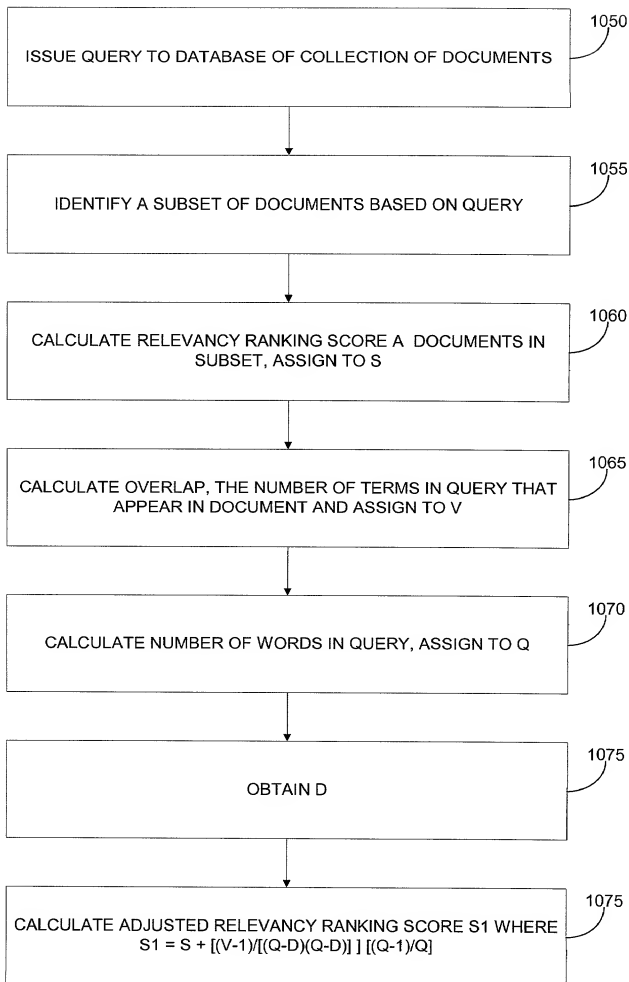 1050
ISSUE QUERY TO DATABASE OF COLLECTION OF DOCUMENTS
1055
IDENTIFY A SUBSET OF DOCUMENTS BASED ON QUERY
1060
CALCULATE RELEVANCY RANKING SCORE A DOCUMENTS IN
SUBSET, ASSIGN TO S
1065
CALCULATE OVERLAP, THE NUMBER OF TERMS IN QUERY THAT
APPEAR IN DOCUMENT AND ASSIGN TO V
1070
CALCULATE NUMBER OF WORDS IN QUERY, ASSIGN TO Q
1075
OBTAIN D
1075
CALCULATE ADJUSTED RELEVANCY RANKING SCORE S1 WHERE
S1 = S + [(V-1)/[(Q-D)(Q-D)] ] [(Q-1)/Q]